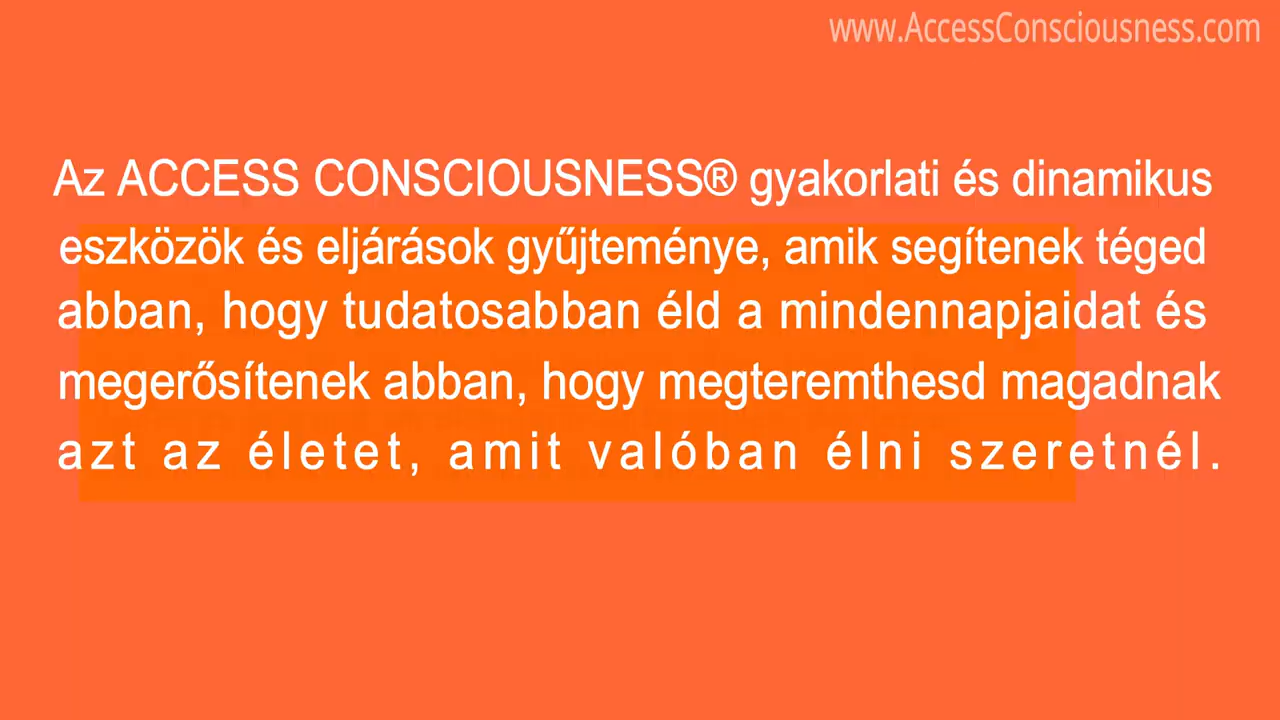 www.AccessConsciousness.com
Az ACCESS CONSCIOUSNESS® gyakorlati és dinamikus
eszközök és eljárások gyűjteménye, amik segítenek téged
abban, hogy tudatosabban éld a mindennapjaidat és
megerősítenek abban, hogy megteremthesd magadnak
azt az életet, amit valóban élni szeretnél.